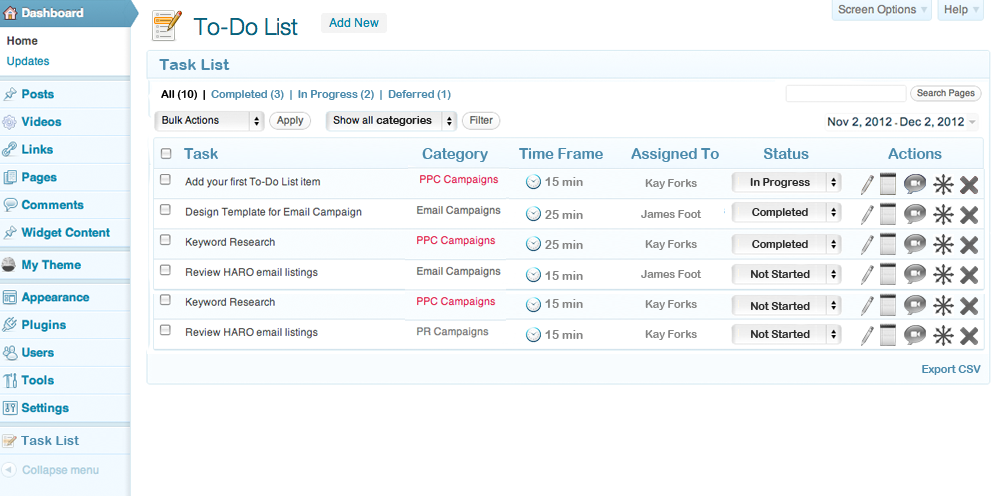 Dashboard
Home
Updates
Posts
Videos
Links
Pages
Comments
Widget Content
My Theme
Appearance
Plugins
Users
Tools
Settings
Task List
Collapse menu
Screen Options Help
To-Do List Add New
Task List
All (10) | Completed (3) | In Progress (2) | Deferred (1)
Search Pages
Bulk Actions Apply Show all categories Filter Nov 2, 2012 - Dec 2, 2012
Task Category Time Frame Assigned To Status Actions
Add your first To-Do List item PPC Campaigns 15 min Kay Forks In Progress
Design Template for Email Campaign Email Campaigns 25 min James Foot Completed
Keyword Research PPC Campaigns 25 min Kay Forks Completed
Review HARO email listings Email Campaigns 15 min James Foot Not Started
Keyword Research PPC Campaigns 15 min Kay Forks Not Started
Review HARO email listings PR Campaigns 15 min Kay Forks Not Started
Export CSV